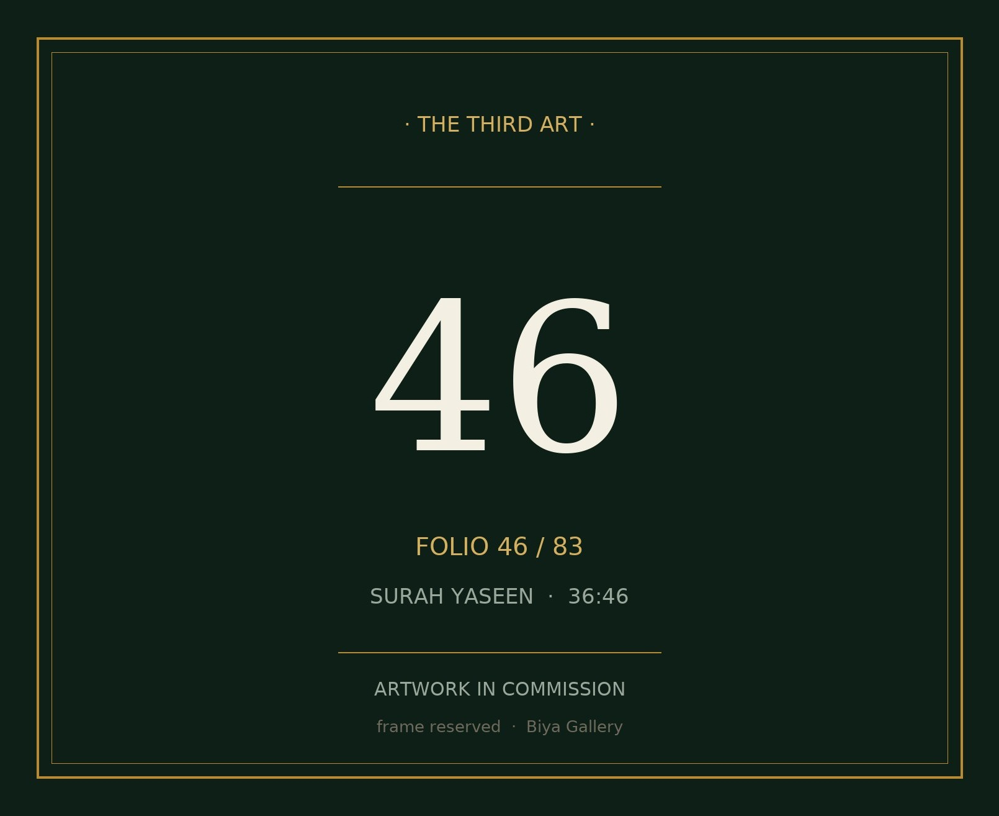 · THE THIRD ART ·
46
FOLIO 46 / 83
SURAH YASEEN · 36:46
ARTWORK IN COMMISSION
frame reserved · Biya Gallery